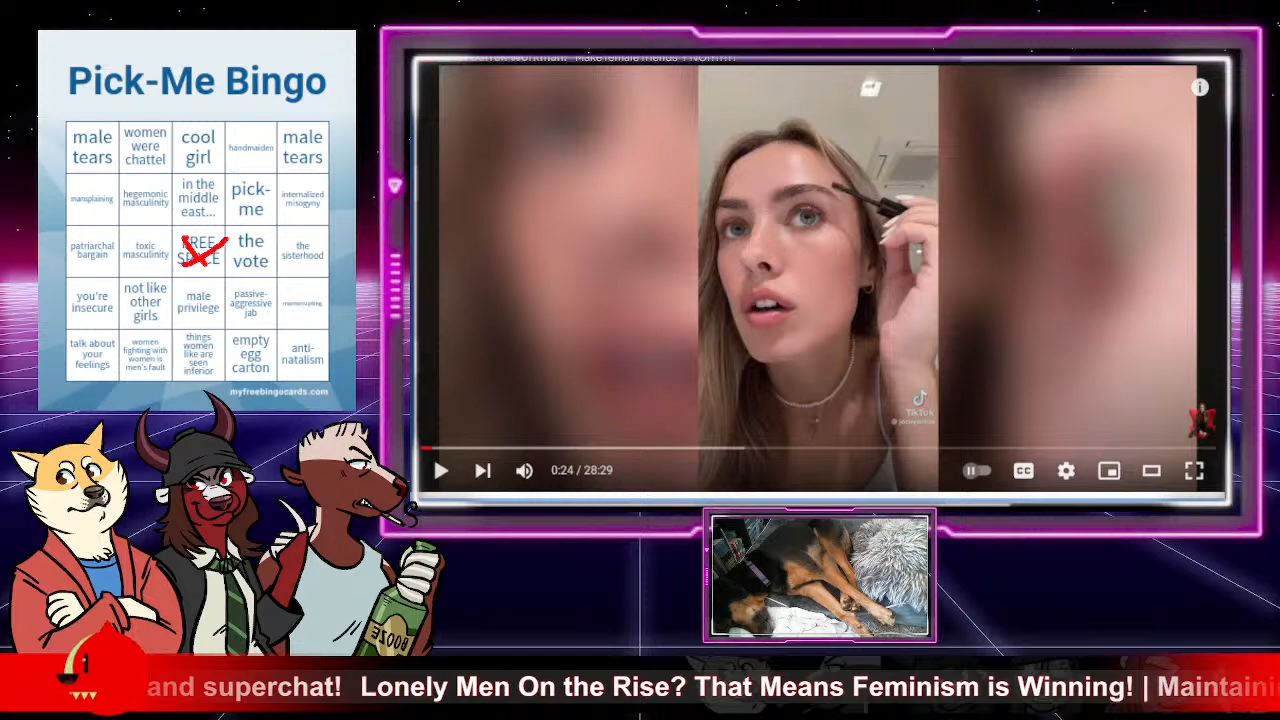 Pick-Me Bingo
male tears
women were chattel
cool girl
handmaiden
male tears
mansplaining
hegemonic masculinity
in the middle east...
pick-me
internalized misogyny
patriarchal bargain
toxic masculinity
FREE SPACE
the vote
the sisterhood
you're insecure
not like other girls
male privilege
passive-aggressive jab
manterrupting
talk about your feelings
women fighting with women is men's fault
things women like are seen inferior
empty egg carton
anti-natalism
myfreebingocards.com
TikTok
0:24 / 28:29
CC
BOOZE
and superchat! Lonely Men On the Rise? That Means Feminism is Winning! | Maintaini